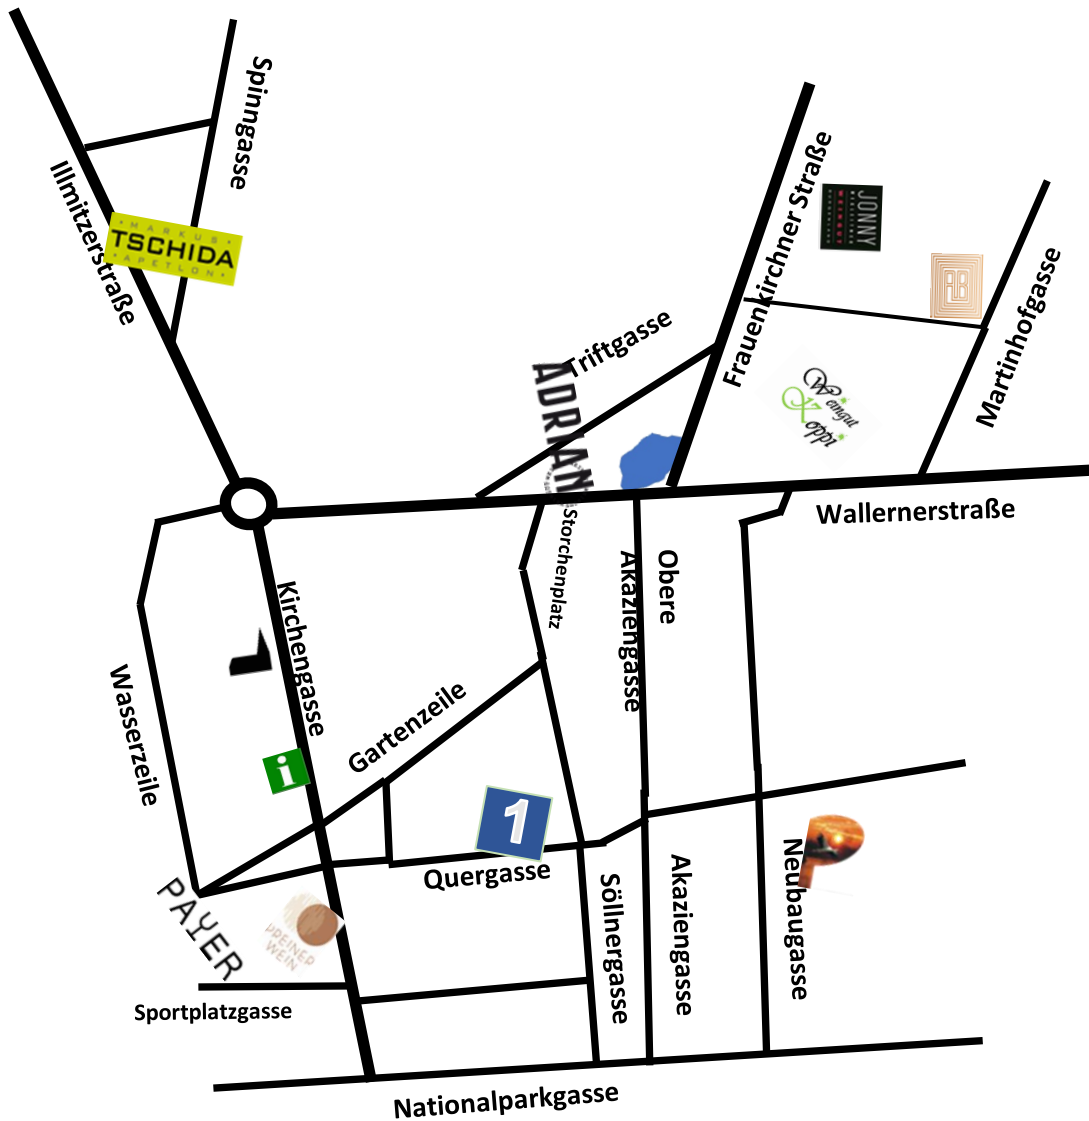 Spinngasse
Illmitzerstraße
MARKUS
TSCHIDA
APETLON
Frauenkirchner Straße
JONNY
Martinhofgasse
Triftgasse
ADRIAN
Weingut
Koppi
Wallernerstraße
Storchenplatz
Obere
Akaziengasse
Kirchengasse
Wasserzeile
Gartenzeile
i
1
Quergasse
PAYER
PREINER
WEIN
Söllnergasse
Akaziengasse
Neubaugasse
Sportplatzgasse
Nationalparkgasse